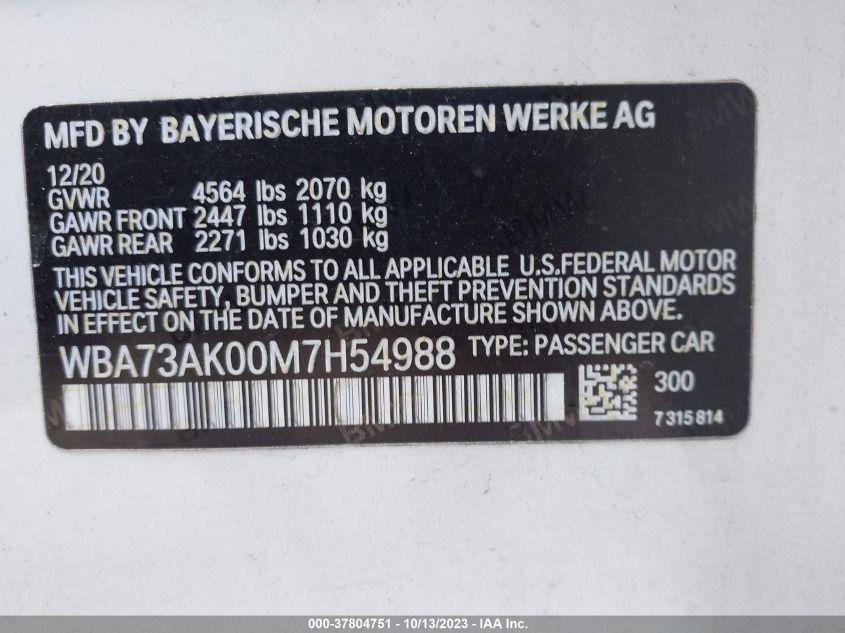 MFD BY BAYERISCHE MOTOREN WERKE AG
12/20
GVWR 4564 lbs 2070 kg
GAWR FRONT 2447 lbs 1110 kg
GAWR REAR 2271 lbs 1030 kg
THIS VEHICLE CONFORMS TO ALL APPLICABLE U.S.FEDERAL MOTOR
VEHICLE SAFETY, BUMPER AND THEFT PREVENTION STANDARDS
IN EFFECT ON THE DATE OF MANUFACTURE SHOWN ABOVE.
WBA73AK00M7H54988 TYPE: PASSENGER CAR
300
7 315 814
000-37804751 - 10/13/2023 - IAA Inc.